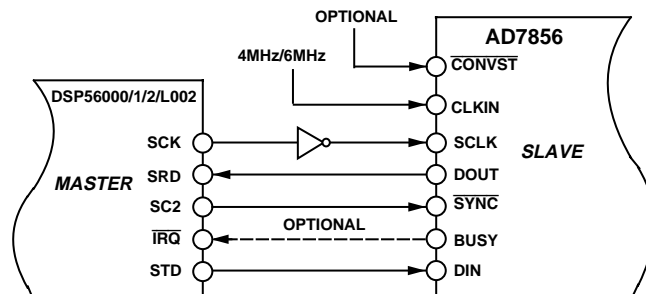 OPTIONAL
AD7856
4MHz/6MHz
CONVST
DSP56000/1/2/L002
CLKIN
SCK
SCLK
SLAVE
MASTER
SRD
DOUT
SC2
SYNC
OPTIONAL
IRQ
BUSY
STD
DIN